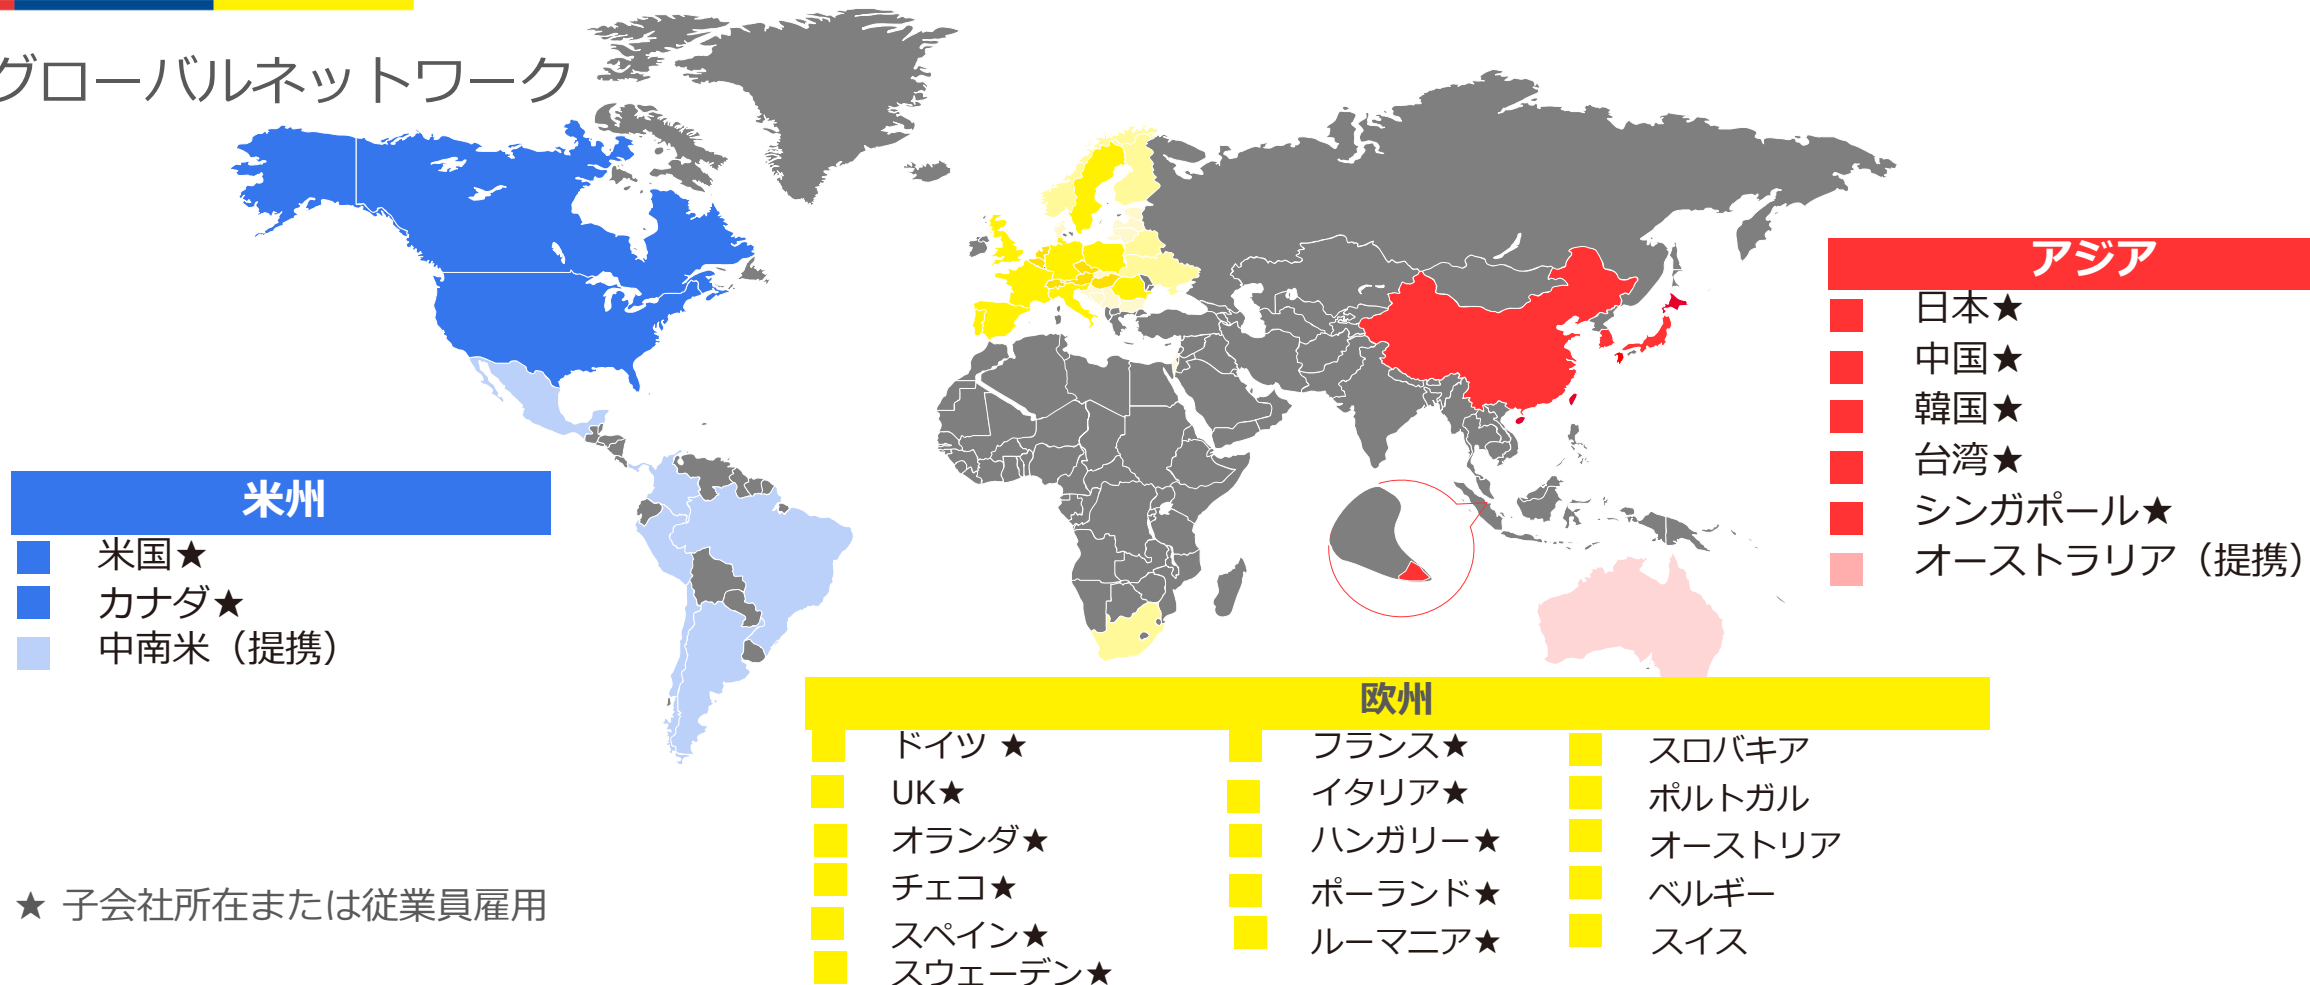 グローバルネットワーク
米州
米国★
カナダ★
中南米（提携）
★ 子会社所在または従業員雇用
アジア
日本★
中国★
韓国★
台湾★
シンガポール★
オーストラリア（提携）
欧州
ドイツ ★
UK★
オランダ★
チェコ★
スペイン★
スウェーデン★
フランス★
イタリア★
ハンガリー★
ポーランド★
ルーマニア★
スロバキア
ポルトガル
オーストリア
ベルギー
スイス